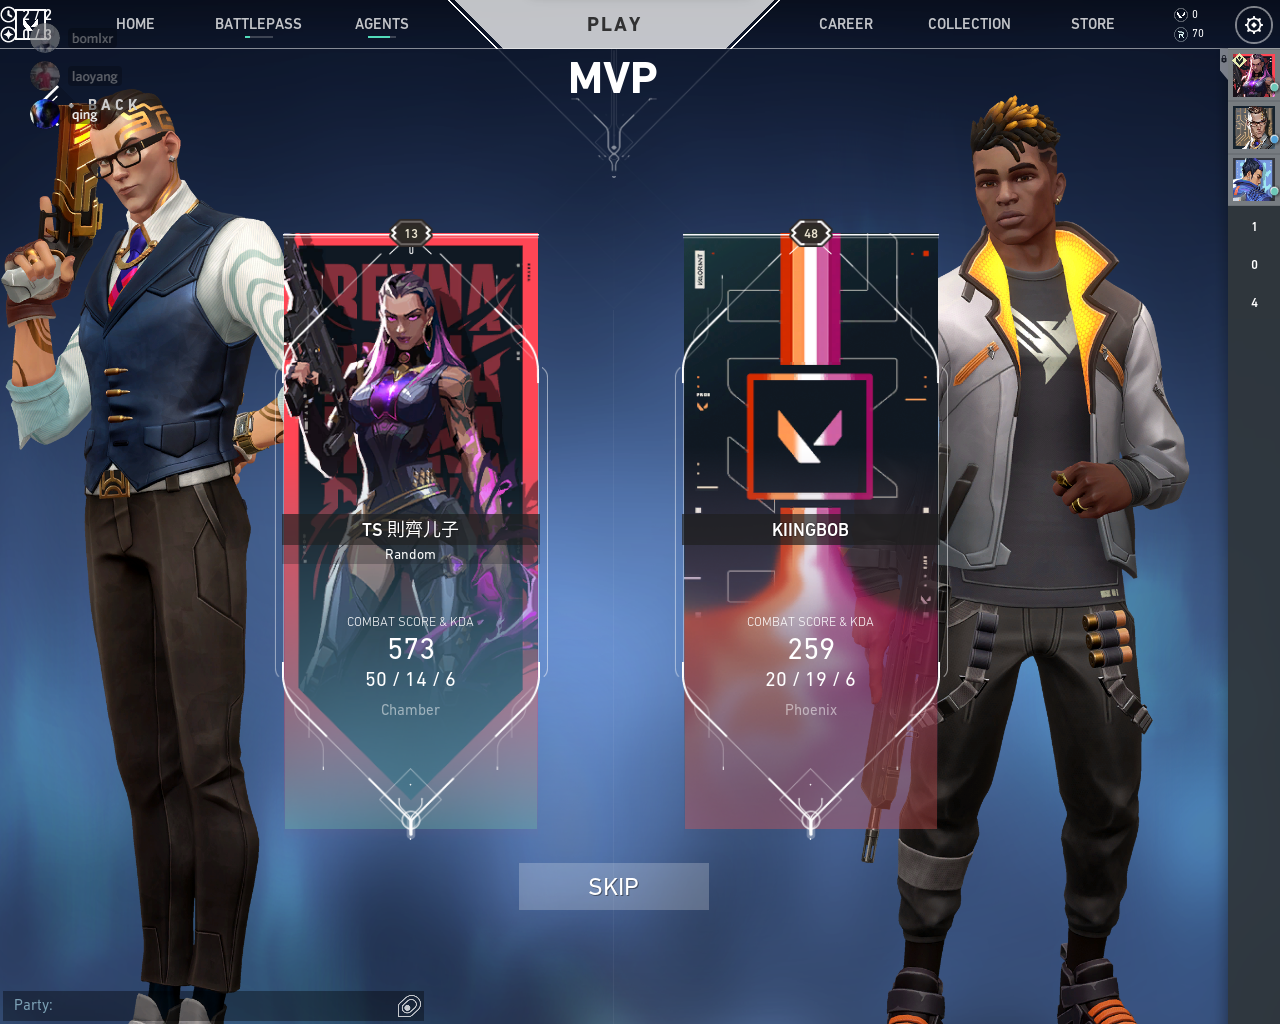 HOME
BATTLEPASS
AGENTS
PLAY
CAREER
COLLECTION
STORE
0
70
bomlxr
laoyang
BACK
qing
MVP
13
48
REYNA
VALORANT
TS 則齊儿子
Random
COMBAT SCORE & KDA
573
50 / 14 / 6
Chamber
KIINGBOB
COMBAT SCORE & KDA
259
20 / 19 / 6
Phoenix
1
0
4
SKIP
Party: